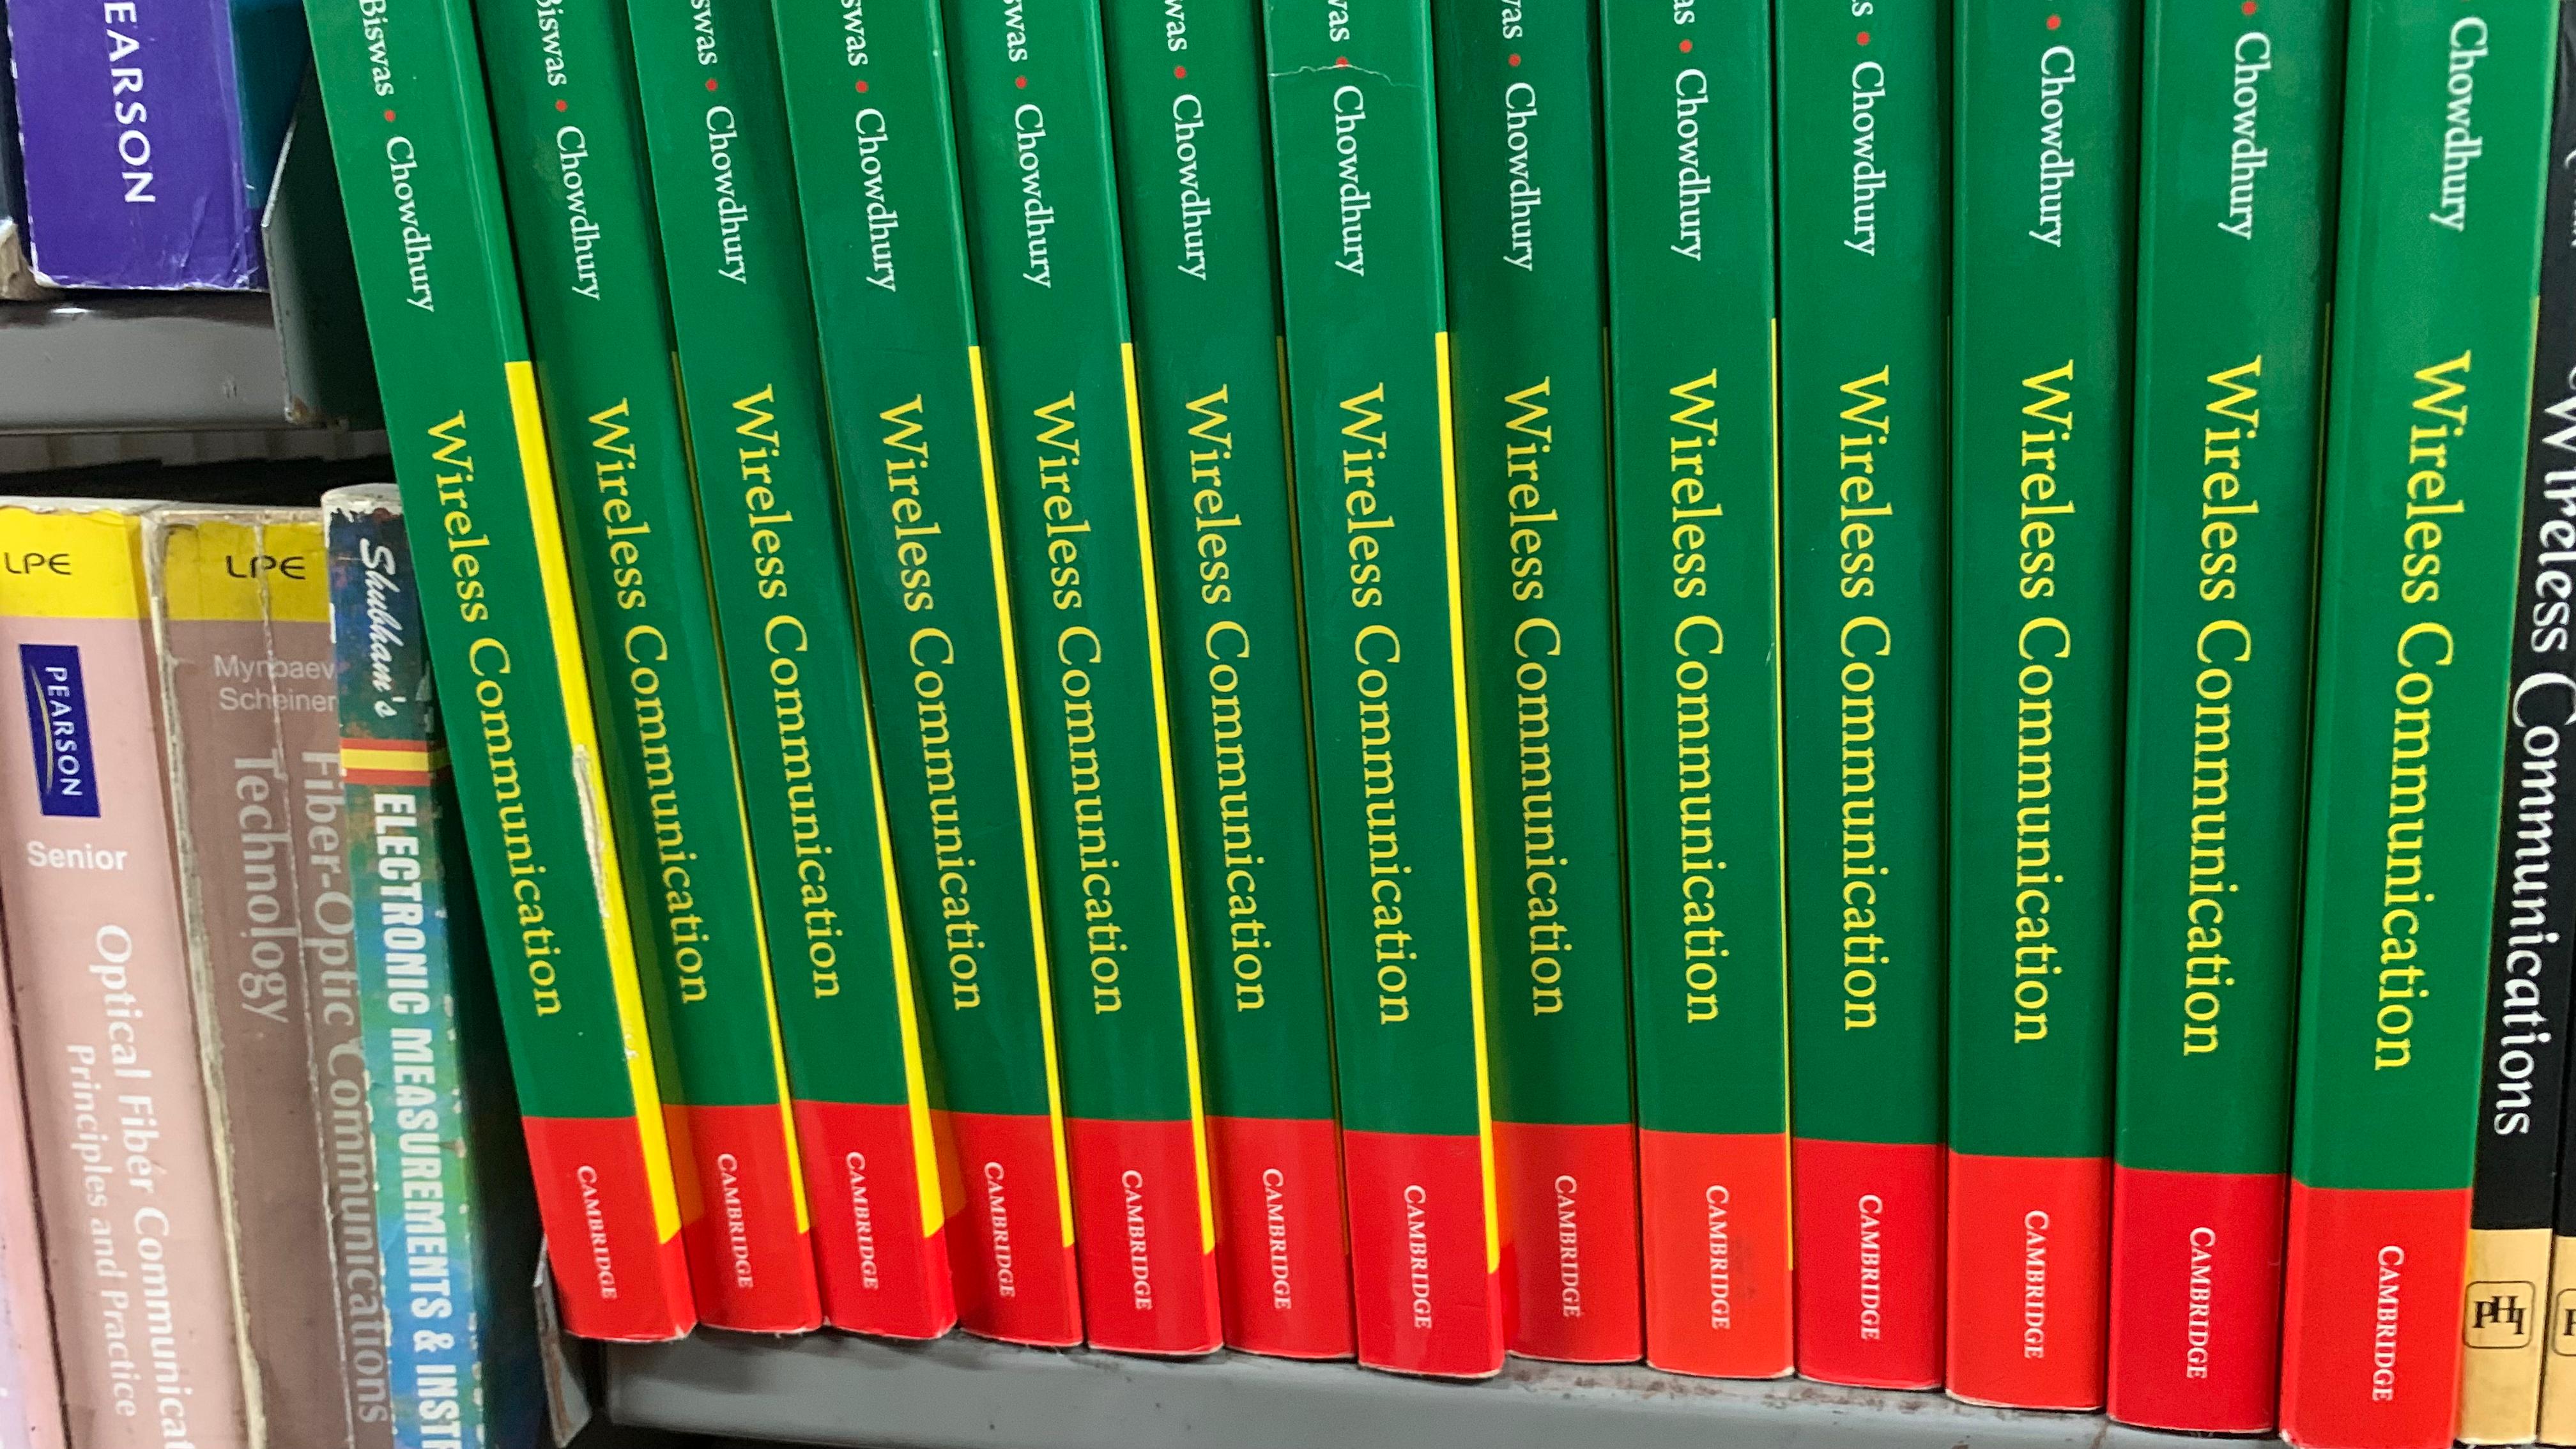 EARSON
LPE
PEARSON
Senior
Optical Fiber Communicat
Principles and Practice
LPE
Mynbaev
Scheiner
Fiber-Optic Communications
Technology
Shubham's
ELECTRONIC MEASUREMENTS & INSTR
Biswas • Chowdhury
Wireless Communication
CAMBRIDGE
Biswas • Chowdhury
Wireless Communication
CAMBRIDGE
swas • Chowdhury
Wireless Communication
CAMBRIDGE
swas • Chowdhury
Wireless Communication
CAMBRIDGE
swas • Chowdhury
Wireless Communication
CAMBRIDGE
was • Chowdhury
Wireless Communication
CAMBRIDGE
was • Chowdhury
Wireless Communication
CAMBRIDGE
was • Chowdhury
Wireless Communication
CAMBRIDGE
as • Chowdhury
Wireless Communication
CAMBRIDGE
s • Chowdhury
Wireless Communication
CAMBRIDGE
• Chowdhury
Wireless Communication
CAMBRIDGE
• Chowdhury
Wireless Communication
CAMBRIDGE
Chowdhury
Wireless Communication
CAMBRIDGE
Wireless Communications
PHI